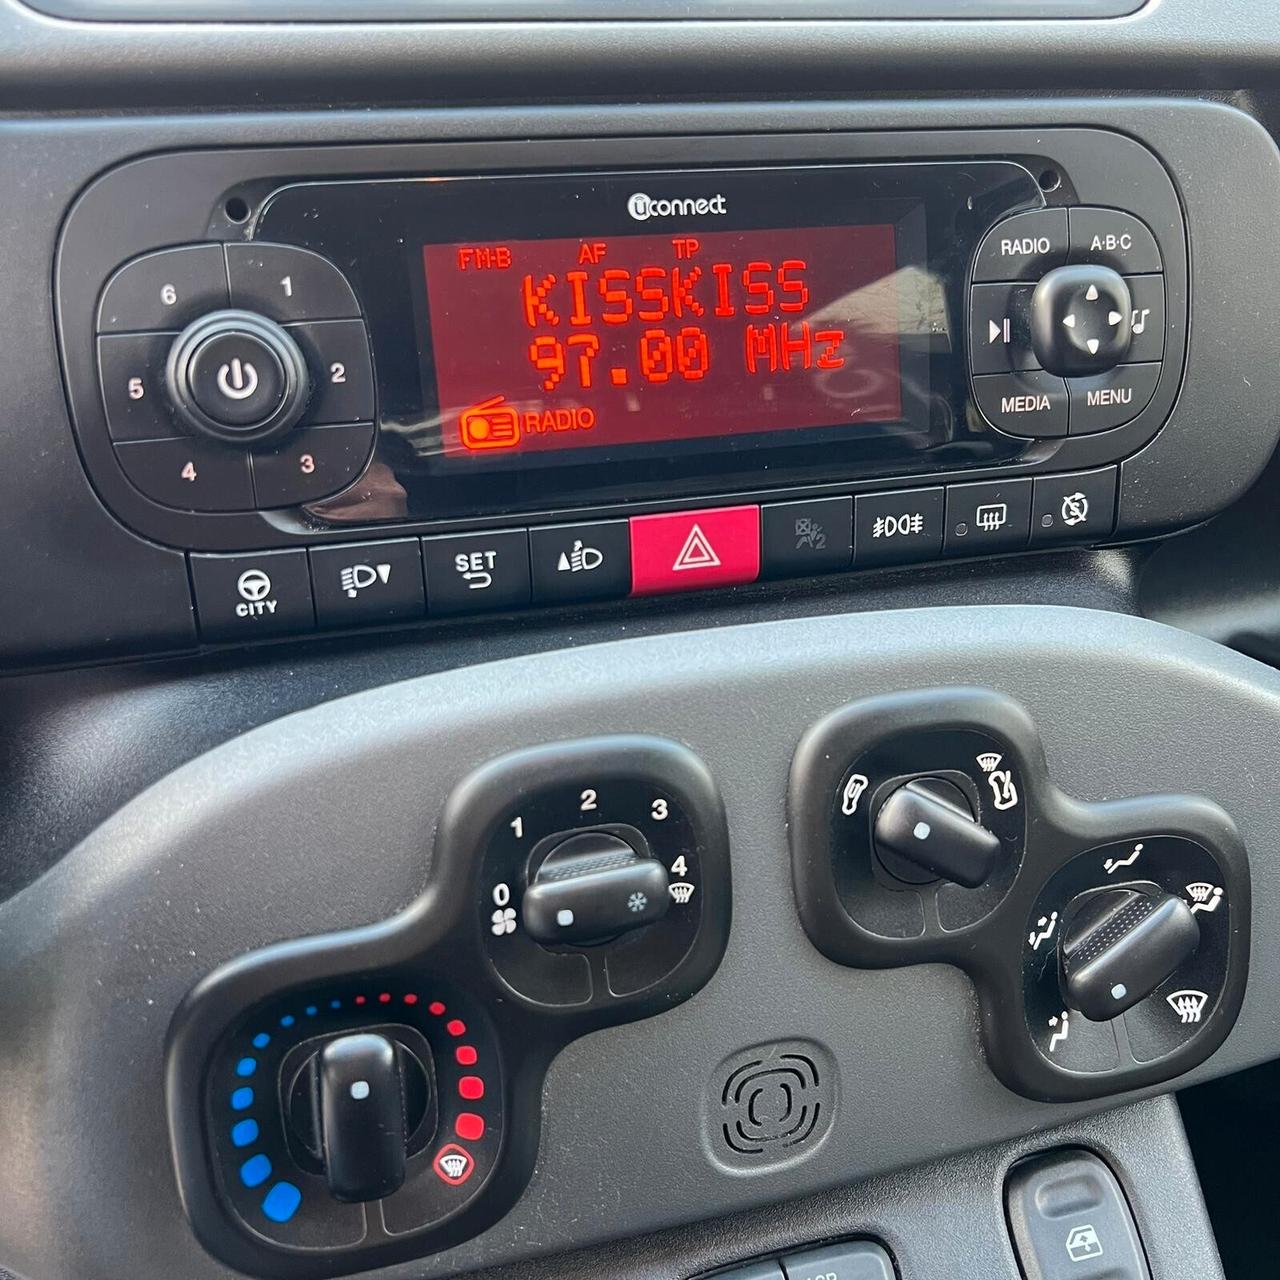 uconnect
FM-B AF TP
KISSKISS
97.00 MHz
RADIO
6 1
5 2
4 3
RADIO A·B·C
MEDIA MENU
CITY
SET
2
0 1 2 3 4